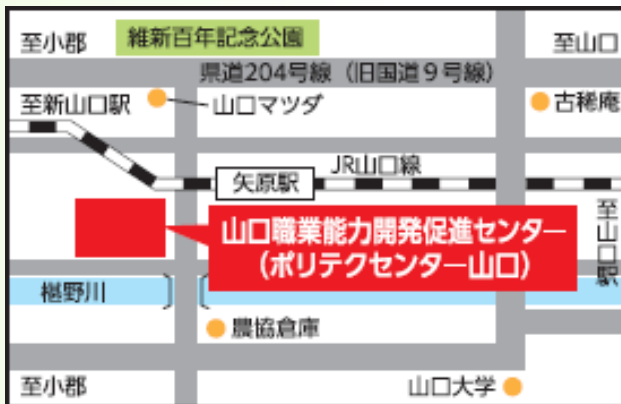 至小郡
維新百年記念公園
至山口
県道204号線（旧国道９号線）
至新山口駅
山口マツダ
古稀庵
JR山口線
矢原駅
至山口駅
山口職業能力開発促進センター
（ポリテクセンター山口）
椹野川
農協倉庫
至小郡
山口大学